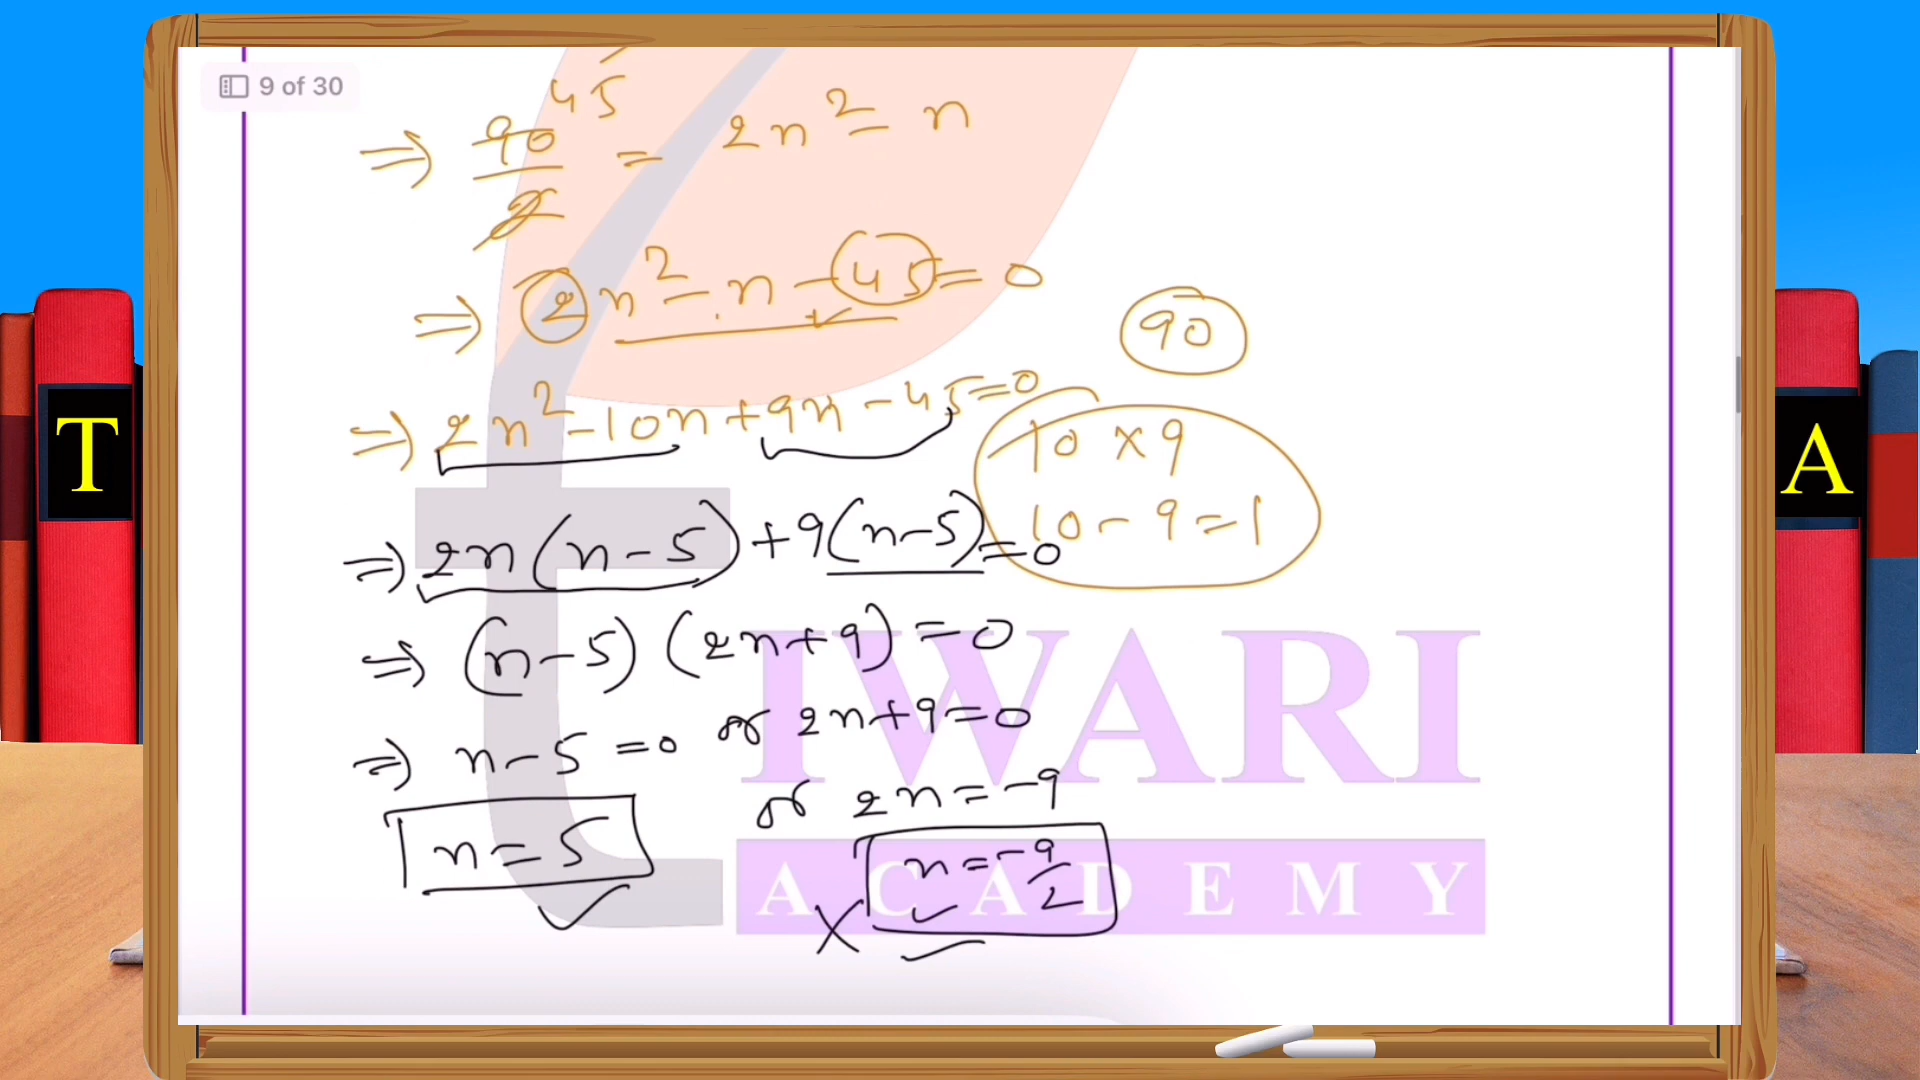 9 of 30
⇒ 90/2 45 = 2n² - n
⇒ 2n² - n - 45 = 0
90
⇒ 2n² - 10n + 9n - 45 = 0
10 × 9
10 - 9 = 1
⇒ 2n(n - 5) + 9(n - 5) = 0
⇒ (n - 5) (2n + 9) = 0
⇒ n - 5 = 0 or 2n + 9 = 0
or 2n = -9
n = 5
n = -9/2
T
A
IWARI
ACADEMY